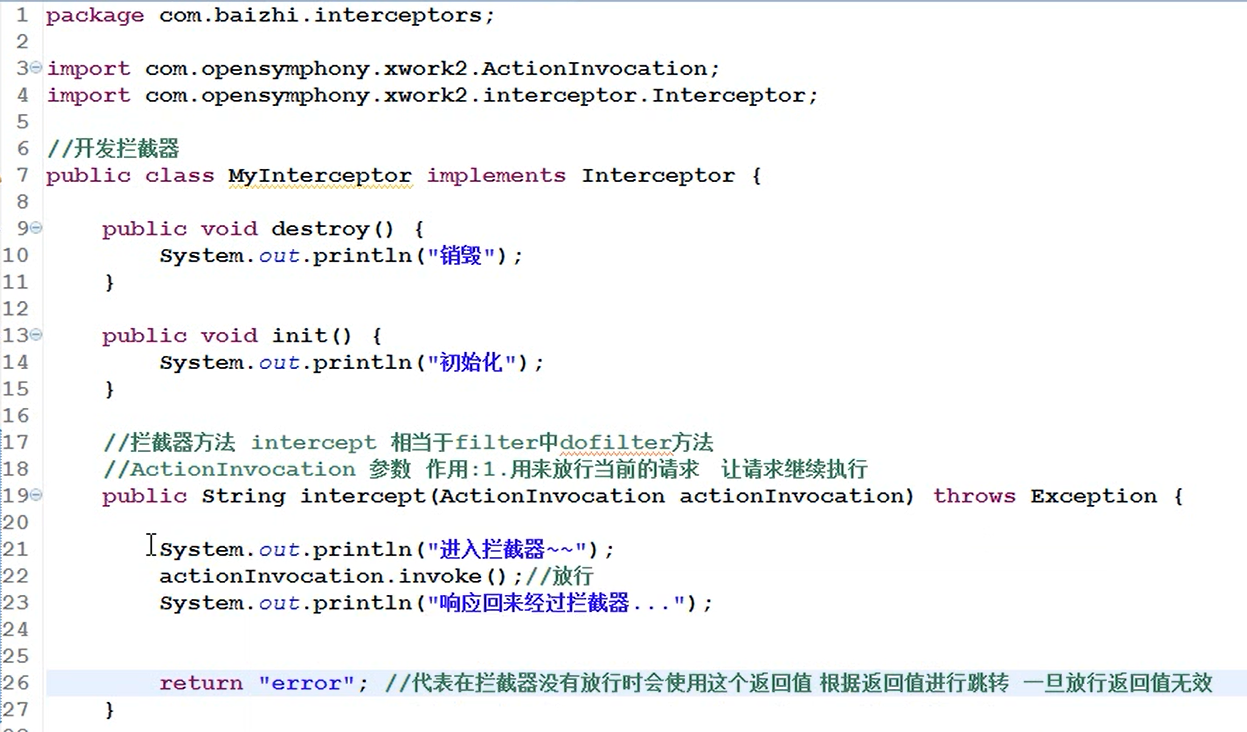 1 package com.baizhi.interceptors;
2
3 import com.opensymphony.xwork2.ActionInvocation;
4 import com.opensymphony.xwork2.interceptor.Interceptor;
5
6 //开发拦截器
7 public class MyInterceptor implements Interceptor {
8
9     public void destroy() {
10         System.out.println("销毁");
11     }
12
13     public void init() {
14         System.out.println("初始化");
15     }
16
17     //拦截器方法 intercept 相当于filter中dofilter方法
18     //ActionInvocation 参数 作用:1.用来放行当前的请求  让请求继续执行
19     public String intercept(ActionInvocation actionInvocation) throws Exception {
20
21         System.out.println("进入拦截器~~");
22         actionInvocation.invoke();//放行
23         System.out.println("响应回来经过拦截器...");
24
25
26         return "error"; //代表在拦截器没有放行时会使用这个返回值 根据返回值进行跳转 一旦放行返回值无效
27     }